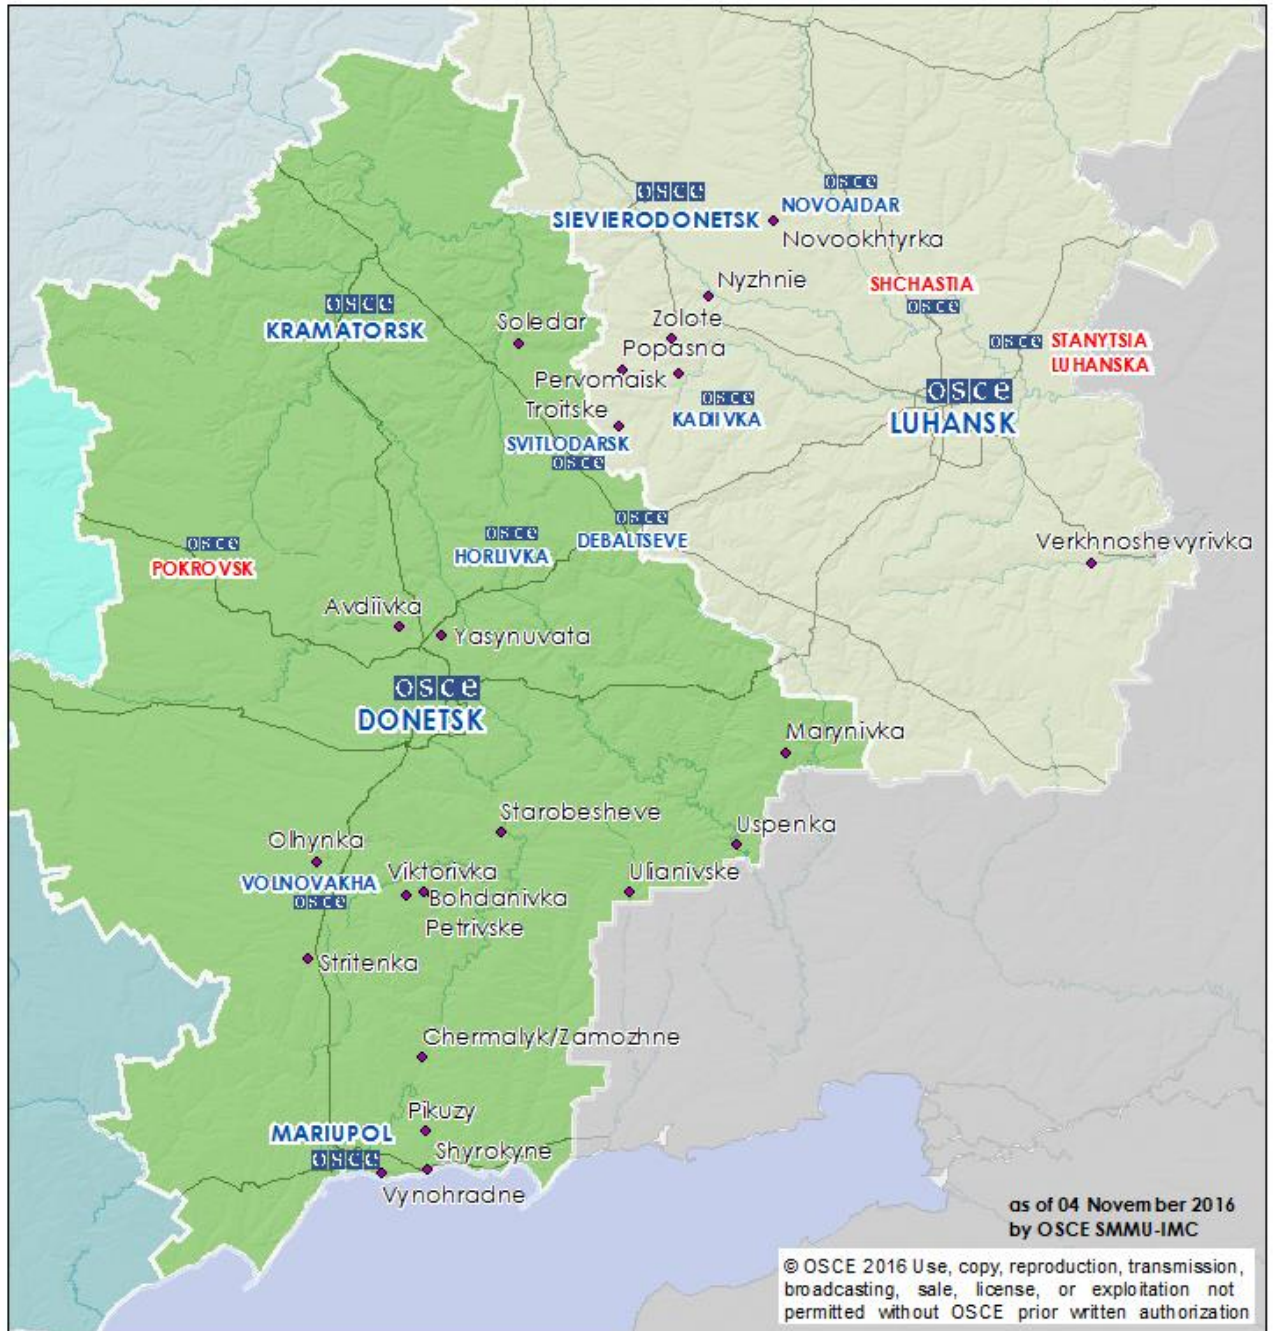 osce
NOVOAIDAR
osce
SIEVIERODONETSK
Novookhtyrka
Nyzhnie
SHCHASTIA
osce
osce
KRAMATORSK
Soledar
Zolote
osce
STANYTSIA
LUHANSKA
Popasna
Pervomaisk
osce
LUHANSK
osce
KADIIVKA
Troitske
SVITLODARSK
osce
osce
DEBALTSEVE
osce
HORLIVKA
osce
POKROVSK
Verkhnoshevyrivka
Avdiivka
Yasynuvata
osce
DONETSK
Marynivka
Starobesheve
Uspenka
Olhynka
VOLNOVAKHA
osce
Viktorivka
Bohdanivka
Petrivske
Ulianivske
Stritenka
Chermalyk/Zamozhne
Pikuzy
MARIUPOL
osce
Shyrokyne
Vynohradne
as of 04 November 2016
by OSCE SMMU-IMC
© OSCE 2016 Use, copy, reproduction, transmission,
broadcasting, sale, license, or exploitation not
permitted without OSCE prior written authorization